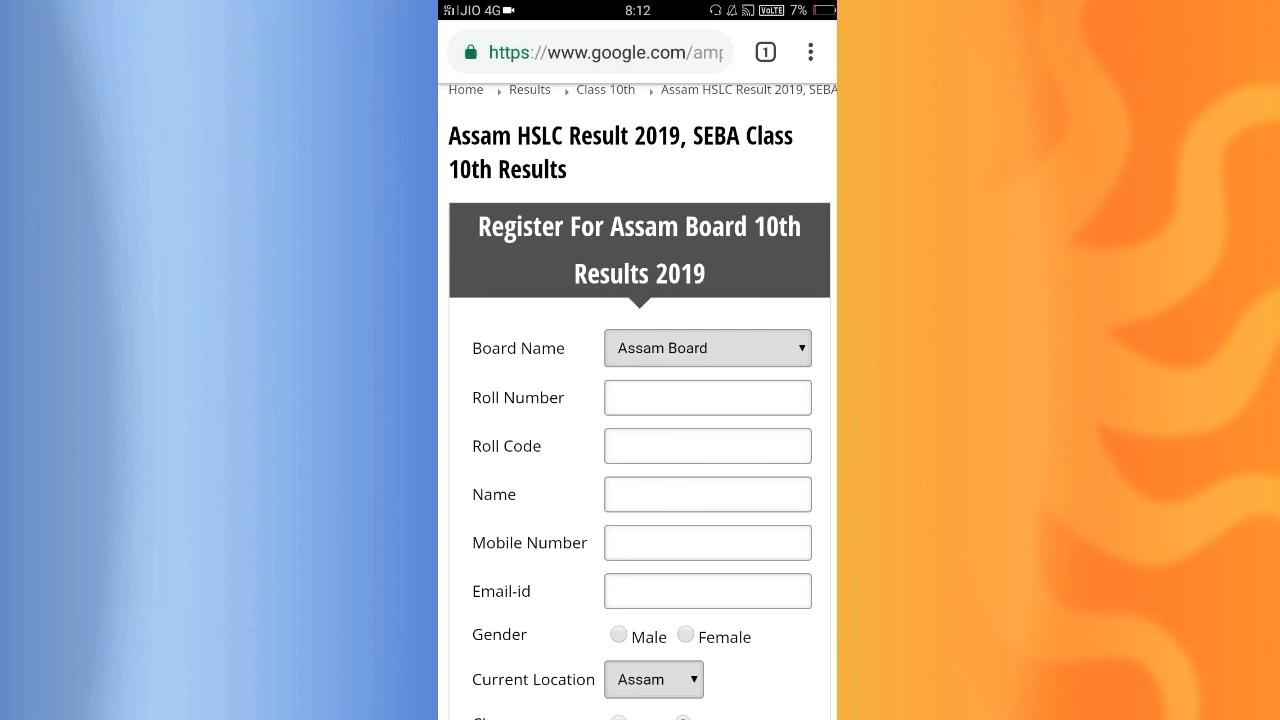 JIO 4G 8:12 VoLTE 7%
https://www.google.com/amp 1
Home Results Class 10th Assam HSLC Result 2019, SEBA
Assam HSLC Result 2019, SEBA Class
10th Results
Register For Assam Board 10th
Results 2019
Board Name Assam Board
Roll Number
Roll Code
Name
Mobile Number
Email-id
Gender Male Female
Current Location Assam